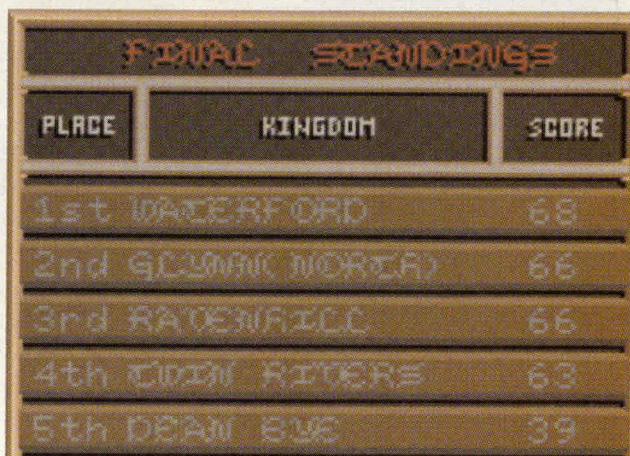 FINAL STANDINGS
PLACE KINGDOM SCORE
1st WATERFORD 68
2nd GLYNN( NORTH) 66
3rd RAVENHILL 66
4th TWIN RIVERS 63
5th DEAN BYE 39